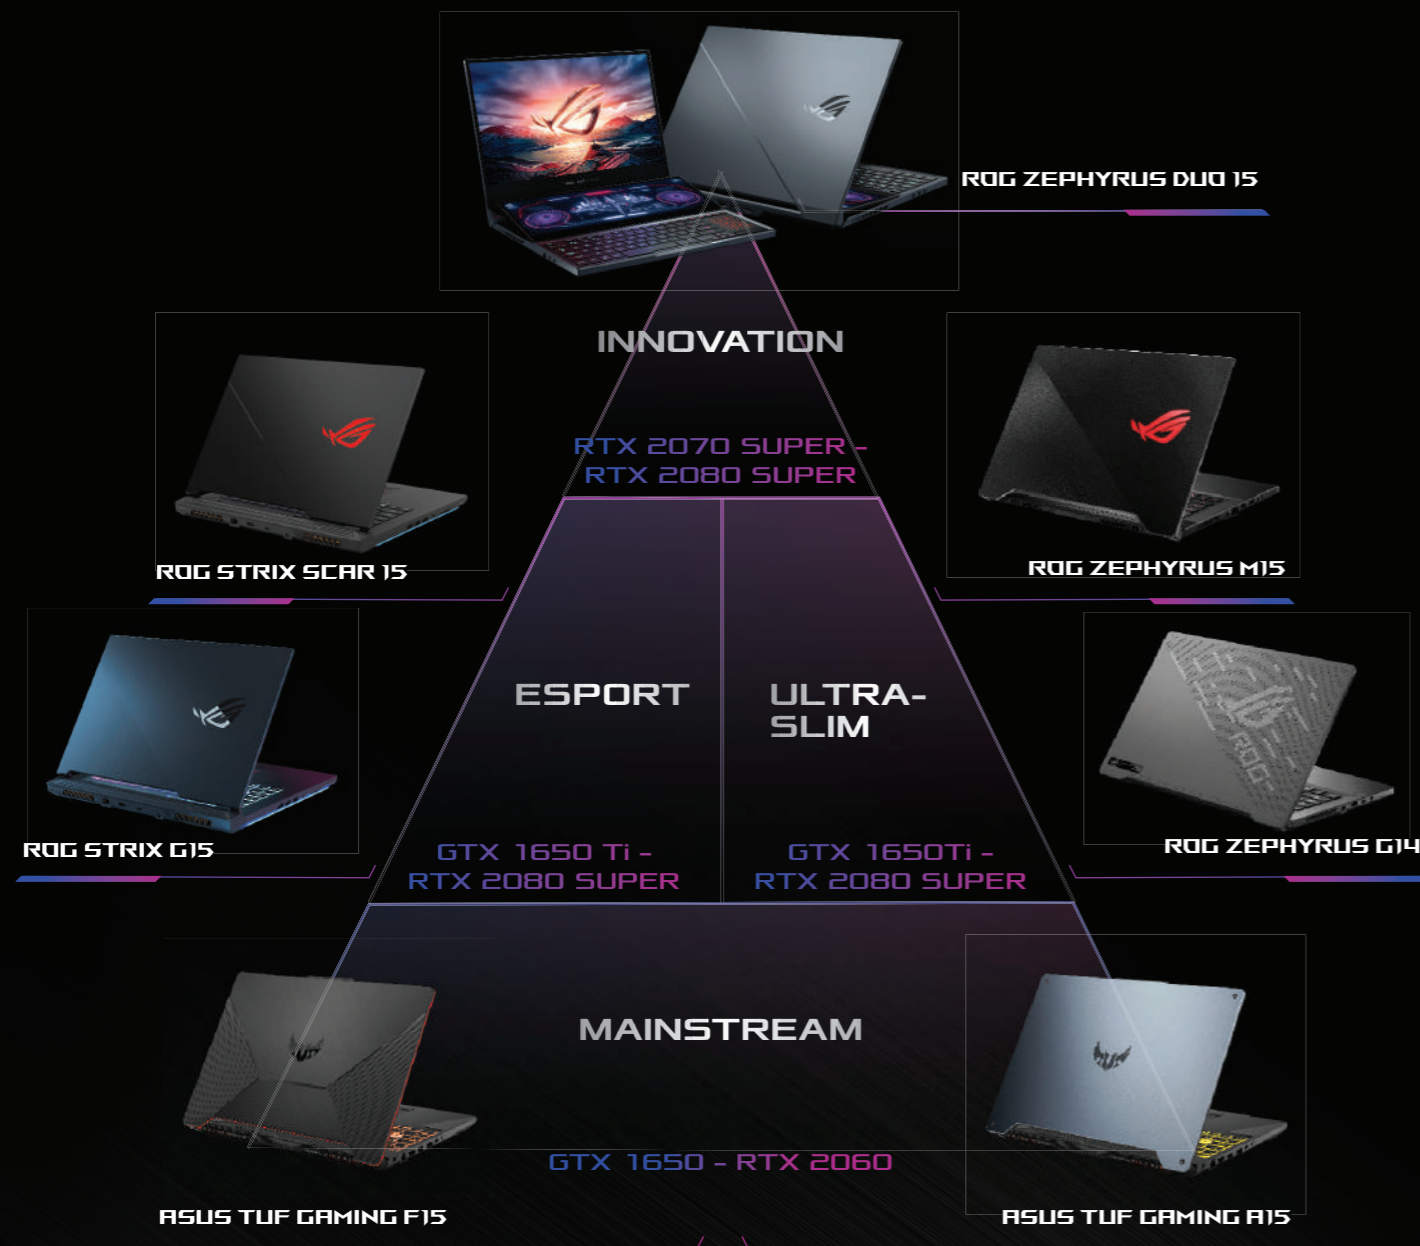 ROG ZEPHYRUS DUO 15
INNOVATION
RTX 2070 SUPER -
RTX 2080 SUPER
ROG STRIX SCAR 15
ROG ZEPHYRUS M15
ESPORT
ULTRA-
SLIM
ROG STRIX G15
ROG ZEPHYRUS G14
GTX 1650 Ti -
RTX 2080 SUPER
GTX 1650Ti -
RTX 2080 SUPER
ROG
MAINSTREAM
GTX 1650 - RTX 2060
ASUS TUF GAMING F15
ASUS TUF GAMING A15